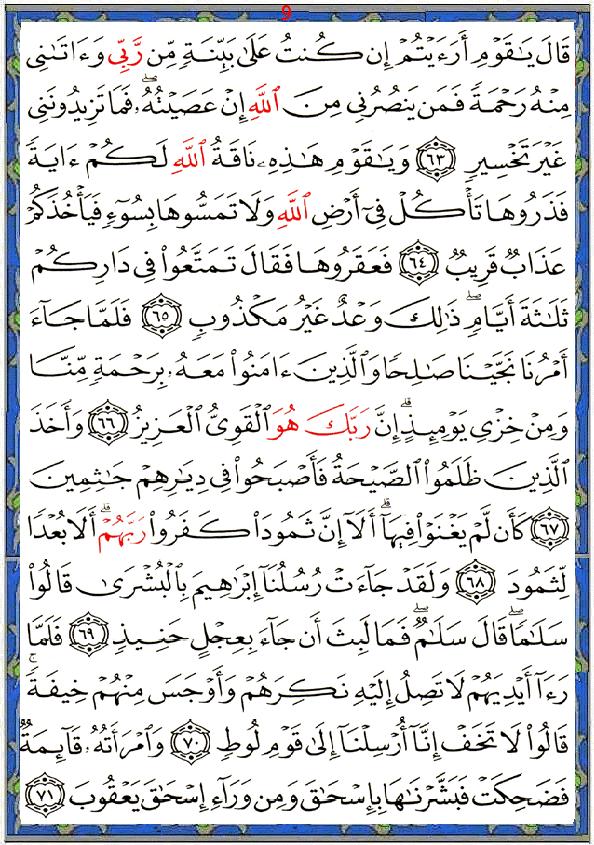 9
قَالَ يَـٰقَوۡمِ أَرَءَيۡتُمۡ إِن كُنتُ عَلَىٰ بَيِّنَةٖ مِّن رَّبِّي وَءَاتَىٰنِي
مِنۡهُ رَحۡمَةٗ فَمَن يَنصُرُنِي مِنَ ٱللَّهِ إِنۡ عَصَيۡتُهُۥۖ فَمَا تَزِيدُونَنِي
غَيۡرَ تَخۡسِيرٖ ٦٣ وَيَـٰقَوۡمِ هَـٰذِهِۦ نَاقَةُ ٱللَّهِ لَكُمۡ ءَايَةٗ
فَذَرُوهَا تَأۡكُلۡ فِيٓ أَرۡضِ ٱللَّهِ وَلَا تَمَسُّوهَا بِسُوٓءٖ فَيَأۡخُذَكُمۡ
عَذَابٞ قَرِيبٞ ٦٤ فَعَقَرُوهَا فَقَالَ تَمَتَّعُواْ فِي دَارِكُمۡ
ثَلَـٰثَةَ أَيَّامٖۖ ذَٰلِكَ وَعۡدٌ غَيۡرُ مَكۡذُوبٖ ٦٥ فَلَمَّا جَآءَ
أَمۡرُنَا نَجَّيۡنَا صَـٰلِحٗا وَٱلَّذِينَ ءَامَنُواْ مَعَهُۥ بِرَحۡمَةٖ مِّنَّا
وَمِنۡ خِزۡيِ يَوۡمِئِذٍۚ إِنَّ رَبَّكَ هُوَ ٱلۡقَوِيُّ ٱلۡعَزِيزُ ٦٦ وَأَخَذَ
ٱلَّذِينَ ظَلَمُواْ ٱلصَّيۡحَةُ فَأَصۡبَحُواْ فِي دِيَـٰرِهِمۡ جَـٰثِمِينَ
٦٧ كَأَن لَّمۡ يَغۡنَوۡاْ فِيهَآۗ أَلَآ إِنَّ ثَمُودَاْ كَفَرُواْ رَبَّهُمۡۗ أَلَا بُعۡدٗا
لِّثَمُودَ ٦٨ وَلَقَدۡ جَآءَتۡ رُسُلُنَآ إِبۡرَٰهِيمَ بِٱلۡبُشۡرَىٰ قَالُواْ
سَلَـٰمٗاۖ قَالَ سَلَـٰمٞۖ فَمَا لَبِثَ أَن جَآءَ بِعِجۡلٍ حَنِيذٖ ٦٩ فَلَمَّا
رَءَآ أَيۡدِيَهُمۡ لَا تَصِلُ إِلَيۡهِ نَكِرَهُمۡ وَأَوۡجَسَ مِنۡهُمۡ خِيفَةٗۚ
قَالُواْ لَا تَخَفۡ إِنَّآ أُرۡسِلۡنَآ إِلَىٰ قَوۡمِ لُوطٖ ٧٠ وَٱمۡرَأَتُهُۥ قَآئِمَةٞ
فَضَحِكَتۡ فَبَشَّرۡنَـٰهَا بِإِسۡحَـٰقَ وَمِن وَرَآءِ إِسۡحَـٰقَ يَعۡقُوبَ ٧١